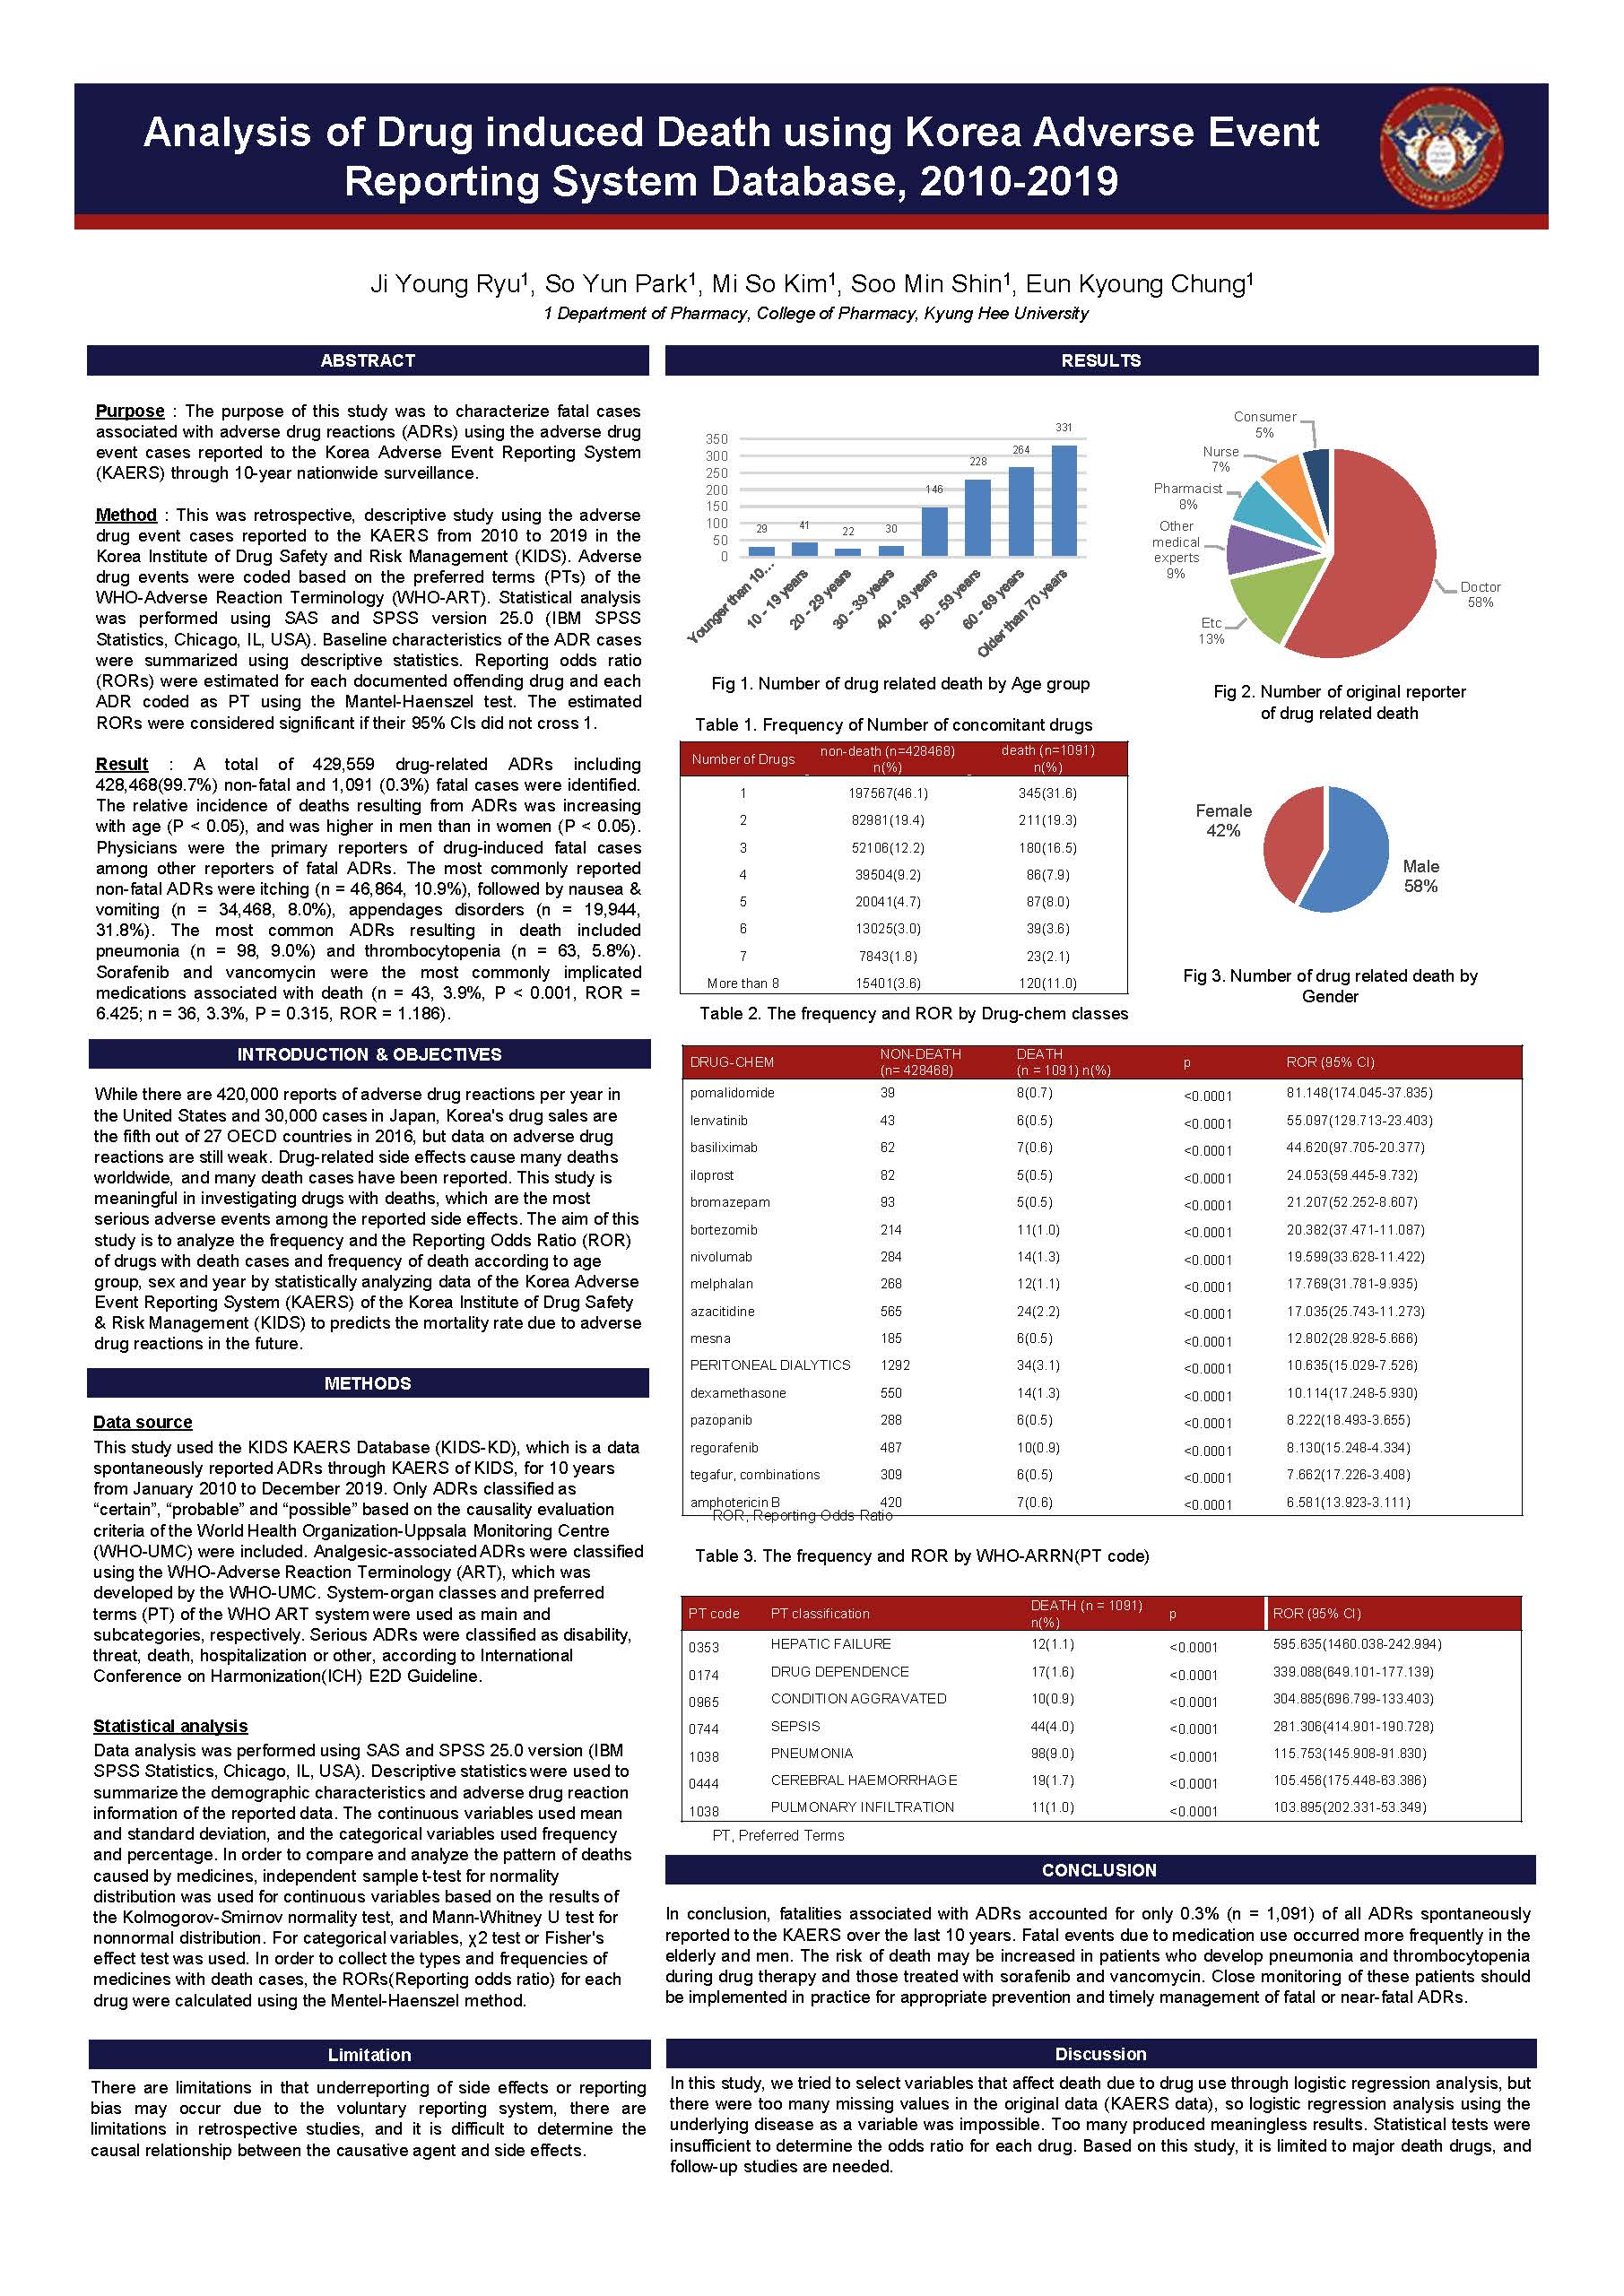 Analysis of Drug induced Death using Korea Adverse Event
Reporting System Database, 2010-2019
Ji Young Ryu1, So Yun Park1, Mi So Kim1, Soo Min Shin1, Eun Kyoung Chung1
1 Department of Pharmacy, College of Pharmacy, Kyung Hee University
ABSTRACT
Purpose : The purpose of this study was to characterize fatal cases
associated with adverse drug reactions (ADRs) using the adverse drug
event cases reported to the Korea Adverse Event Reporting System
(KAERS) through 10-year nationwide surveillance.
Method : This was retrospective, descriptive study using the adverse
drug event cases reported to the KAERS from 2010 to 2019 in the
Korea Institute of Drug Safety and Risk Management (KIDS). Adverse
drug events were coded based on the preferred terms (PTs) of the
WHO-Adverse Reaction Terminology (WHO-ART). Statistical analysis
was performed using SAS and SPSS version 25.0 (IBM SPSS
Statistics, Chicago, IL, USA). Baseline characteristics of the ADR cases
were summarized using descriptive statistics. Reporting odds ratio
(RORs) were estimated for each documented offending drug and each
ADR coded as PT using the Mantel-Haenszel test. The estimated
RORs were considered significant if their 95% CIs did not cross 1.
Result : A total of 429,559 drug-related ADRs including
428,468(99.7%) non-fatal and 1,091 (0.3%) fatal cases were identified.
The relative incidence of deaths resulting from ADRs was increasing
with age (P < 0.05), and was higher in men than in women (P < 0.05).
Physicians were the primary reporters of drug-induced fatal cases
among other reporters of fatal ADRs. The most commonly reported
non-fatal ADRs were itching (n = 46,864, 10.9%), followed by nausea &
vomiting (n = 34,468, 8.0%), appendages disorders (n = 19,944,
31.8%). The most common ADRs resulting in death included
pneumonia (n = 98, 9.0%) and thrombocytopenia (n = 63, 5.8%).
Sorafenib and vancomycin were the most commonly implicated
medications associated with death (n = 43, 3.9%, P < 0.001, ROR =
6.425; n = 36, 3.3%, P = 0.315, ROR = 1.186).
INTRODUCTION & OBJECTIVES
While there are 420,000 reports of adverse drug reactions per year in
the United States and 30,000 cases in Japan, Korea's drug sales are
the fifth out of 27 OECD countries in 2016, but data on adverse drug
reactions are still weak. Drug-related side effects cause many deaths
worldwide, and many death cases have been reported. This study is
meaningful in investigating drugs with deaths, which are the most
serious adverse events among the reported side effects. The aim of this
study is to analyze the frequency and the Reporting Odds Ratio (ROR)
of drugs with death cases and frequency of death according to age
group, sex and year by statistically analyzing data of the Korea Adverse
Event Reporting System (KAERS) of the Korea Institute of Drug Safety
& Risk Management (KIDS) to predicts the mortality rate due to adverse
drug reactions in the future.
METHODS
Data source
This study used the KIDS KAERS Database (KIDS-KD), which is a data
spontaneously reported ADRs through KAERS of KIDS, for 10 years
from January 2010 to December 2019. Only ADRs classified as
“certain”, “probable” and “possible” based on the causality evaluation
criteria of the World Health Organization-Uppsala Monitoring Centre
(WHO-UMC) were included. Analgesic-associated ADRs were classified
using the WHO-Adverse Reaction Terminology (ART), which was
developed by the WHO-UMC. System-organ classes and preferred
terms (PT) of the WHO ART system were used as main and
subcategories, respectively. Serious ADRs were classified as disability,
threat, death, hospitalization or other, according to International
Conference on Harmonization(ICH) E2D Guideline.
Statistical analysis
Data analysis was performed using SAS and SPSS 25.0 version (IBM
SPSS Statistics, Chicago, IL, USA). Descriptive statistics were used to
summarize the demographic characteristics and adverse drug reaction
information of the reported data. The continuous variables used mean
and standard deviation, and the categorical variables used frequency
and percentage. In order to compare and analyze the pattern of deaths
caused by medicines, independent sample t-test for normality
distribution was used for continuous variables based on the results of
the Kolmogorov-Smirnov normality test, and Mann-Whitney U test for
nonnormal distribution. For categorical variables, χ2 test or Fisher's
effect test was used. In order to collect the types and frequencies of
medicines with death cases, the RORs(Reporting odds ratio) for each
drug were calculated using the Mentel-Haenszel method.
Limitation
There are limitations in that underreporting of side effects or reporting
bias may occur due to the voluntary reporting system, there are
limitations in retrospective studies, and it is difficult to determine the
causal relationship between the causative agent and side effects.
RESULTS
350
300
250
200
150
100
50
0
29
41
22
30
146
228
264
331
Younger than 10...
10 - 19 years
20 - 29 years
30 - 39 years
40 - 49 years
50 - 59 years
60 - 69 years
Older than 70 years
Fig 1. Number of drug related death by Age group
Consumer
5%
Nurse
7%
Pharmacist
8%
Other
medical
experts
9%
Etc
13%
Doctor
58%
Fig 2. Number of original reporter
of drug related death
Table 1. Frequency of Number of concomitant drugs
Number of Drugs non-death (n=428468) n(%) death (n=1091) n(%)
1 197567(46.1) 345(31.6)
2 82981(19.4) 211(19.3)
3 52106(12.2) 180(16.5)
4 39504(9.2) 86(7.9)
5 20041(4.7) 87(8.0)
6 13025(3.0) 39(3.6)
7 7843(1.8) 23(2.1)
More than 8 15401(3.6) 120(11.0)
Female
42%
Male
58%
Fig 3. Number of drug related death by
Gender
Table 2. The frequency and ROR by Drug-chem classes
DRUG-CHEM NON-DEATH (n= 428468) DEATH (n = 1091) n(%) p ROR (95% CI)
pomalidomide 39 8(0.7) <0.0001 81.148(174.045-37.835)
lenvatinib 43 6(0.5) <0.0001 55.097(129.713-23.403)
basiliximab 62 7(0.6) <0.0001 44.620(97.705-20.377)
iloprost 82 5(0.5) <0.0001 24.053(59.445-9.732)
bromazepam 93 5(0.5) <0.0001 21.207(52.252-8.607)
bortezomib 214 11(1.0) <0.0001 20.382(37.471-11.087)
nivolumab 284 14(1.3) <0.0001 19.599(33.628-11.422)
melphalan 268 12(1.1) <0.0001 17.769(31.781-9.935)
azacitidine 565 24(2.2) <0.0001 17.035(25.743-11.273)
mesna 185 6(0.5) <0.0001 12.802(28.928-5.666)
PERITONEAL DIALYTICS 1292 34(3.1) <0.0001 10.635(15.029-7.526)
dexamethasone 550 14(1.3) <0.0001 10.114(17.248-5.930)
pazopanib 288 6(0.5) <0.0001 8.222(18.493-3.655)
regorafenib 487 10(0.9) <0.0001 8.130(15.248-4.334)
tegafur, combinations 309 6(0.5) <0.0001 7.662(17.226-3.408)
amphotericin B 420 7(0.6) <0.0001 6.581(13.923-3.111)
ROR, Reporting Odds Ratio
Table 3. The frequency and ROR by WHO-ARRN(PT code)
PT code PT classification DEATH (n = 1091) n(%) p ROR (95% CI)
0353 HEPATIC FAILURE 12(1.1) <0.0001 595.635(1460.038-242.994)
0174 DRUG DEPENDENCE 17(1.6) <0.0001 339.088(649.101-177.139)
0965 CONDITION AGGRAVATED 10(0.9) <0.0001 304.885(696.799-133.403)
0744 SEPSIS 44(4.0) <0.0001 281.306(414.901-190.728)
1038 PNEUMONIA 98(9.0) <0.0001 115.753(145.908-91.830)
0444 CEREBRAL HAEMORRHAGE 19(1.7) <0.0001 105.456(175.448-63.386)
1038 PULMONARY INFILTRATION 11(1.0) <0.0001 103.895(202.331-53.349)
PT, Preferred Terms
CONCLUSION
In conclusion, fatalities associated with ADRs accounted for only 0.3% (n = 1,091) of all ADRs spontaneously
reported to the KAERS over the last 10 years. Fatal events due to medication use occurred more frequently in the
elderly and men. The risk of death may be increased in patients who develop pneumonia and thrombocytopenia
during drug therapy and those treated with sorafenib and vancomycin. Close monitoring of these patients should
be implemented in practice for appropriate prevention and timely management of fatal or near-fatal ADRs.
Discussion
In this study, we tried to select variables that affect death due to drug use through logistic regression analysis, but
there were too many missing values in the original data (KAERS data), so logistic regression analysis using the
underlying disease as a variable was impossible. Too many produced meaningless results. Statistical tests were
insufficient to determine the odds ratio for each drug. Based on this study, it is limited to major death drugs, and
follow-up studies are needed.